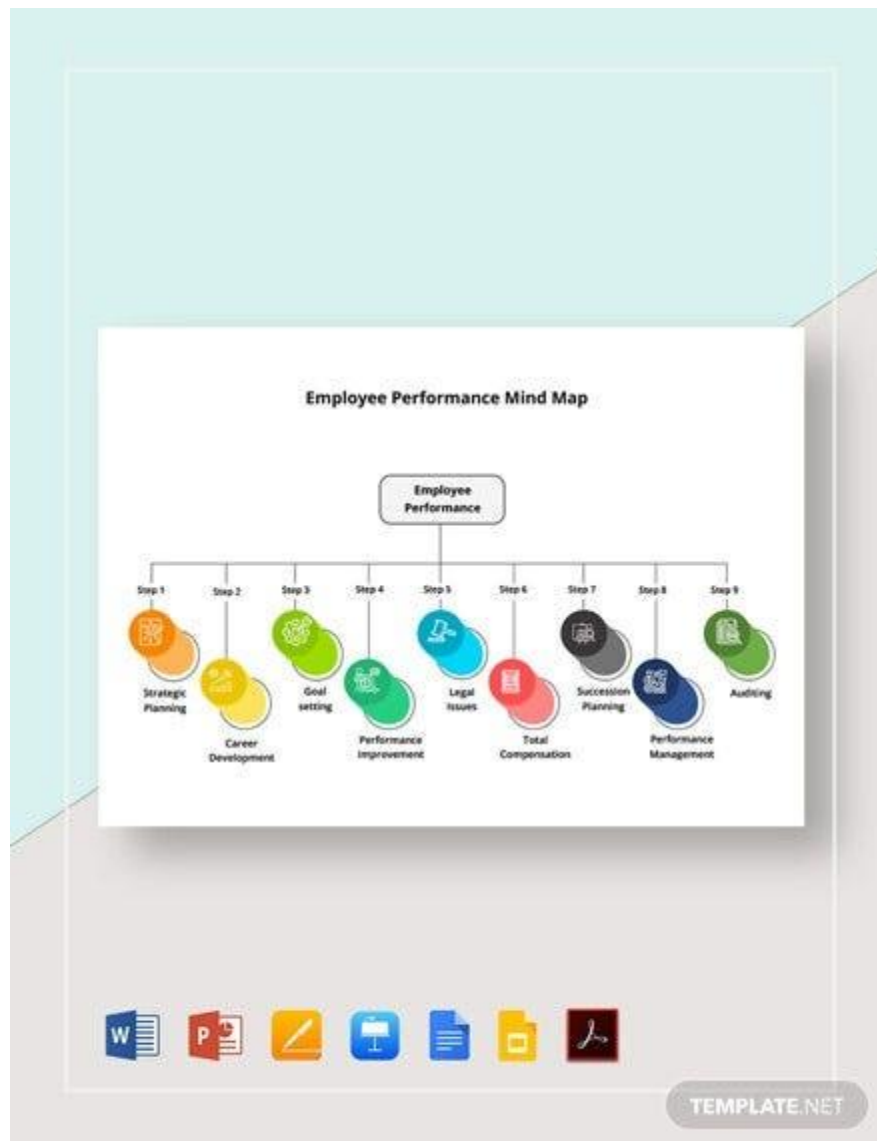 Employee Performance Mind Map
Employee
Performance
Step 1
Step 2
Step 3
Step 4
Step 5
Step 6
Step 7
Step 8
Step 9
Strategic
Planning
Career
Development
Goal
setting
Performance
Improvement
Legal
Issues
Total
Compensation
Succession
Planning
Performance
Management
Auditing
W
P
TEMPLATE.NET